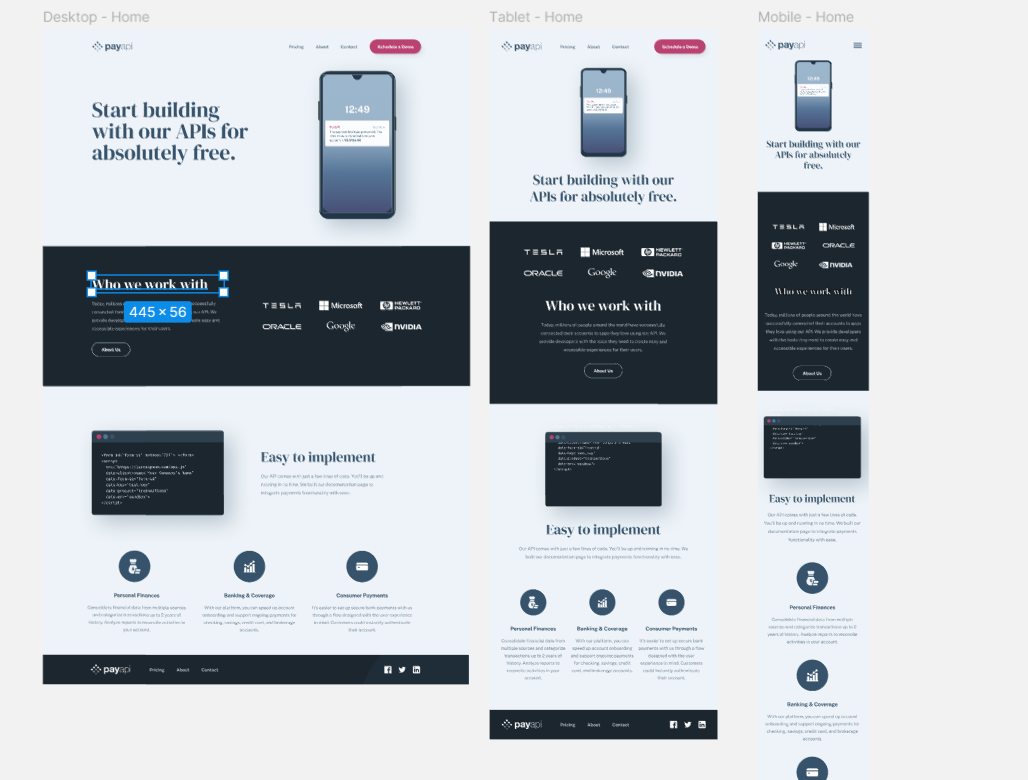 Desktop - Home
payapi
Pricing
About
Contact
Schedule a Demo
Start building
with our APIs for
absolutely free.
12:49
Who we work with
445 × 56
Today, millions
successfully
connected their
apps. We
provide
easy and
accessible experiences for their users.
About Us
TESLA
Microsoft
HEWLETT PACKARD
ORACLE
Google
NVIDIA
Easy to implement
Our API comes with just a few lines of code. You'll be up and
running in no time. We built our documentation page to
integrate payments functionality with ease.
Personal Finances
Consolidate financial data from multiple sources
and categorize transactions up to 2 years of
history. Analyze reports to reconcile activities in
your app.
Banking & Coverage
With our platform, you can speed up account
onboarding and support ongoing payments for
checking, savings, credit card, and brokerage
accounts.
Consumer Payments
It's easier to set up secure bank payments with us
through a flow designed with the user experience
in mind. Customers could instantly authenticate
their account.
payapi
Pricing
About
Contact
Tablet - Home
payapi
Pricing
About
Contact
Schedule a Demo
12:49
Start building with our
APIs for absolutely free.
TESLA
Microsoft
HEWLETT PACKARD
ORACLE
Google
NVIDIA
Who we work with
Today, millions of people around the world have successfully
connected their accounts to apps they love using our API. We
provide developers with the tools they need to create easy and
accessible experiences for their users.
About Us
Easy to implement
Our API comes with just a few lines of code. You'll be up and running in no time. We
built our documentation page to integrate payments functionality with ease.
Personal Finances
Consolidate financial data from
multiple sources and categorize
transactions up to 2 years of
history. Analyze reports to
reconcile activities in your
account.
Banking & Coverage
With our platform, you can
speed up account onboarding
and support ongoing payments
for checking, savings, credit
card, and brokerage accounts.
Consumer Payments
It's easier to set up secure bank
payments with us through a flow
designed with the user
experience in mind. Customers
could instantly authenticate
their account.
payapi
Pricing
About
Contact
Mobile - Home
payapi
12:49
Start building with our
APIs for absolutely
free.
TESLA
Microsoft
HEWLETT PACKARD
ORACLE
Google
NVIDIA
Who we work with
Today, millions of people around the world have
successfully connected their accounts to apps
they love using our API. We provide developers
with the tools they need to create easy and
accessible experiences for their users.
About Us
Easy to implement
Our API comes with just a few lines of code.
You'll be up and running in no time. We built our
documentation page to integrate payments
functionality with ease.
Personal Finances
Consolidate financial data from multiple
sources and categorize transactions up to 2
years of history. Analyze reports to reconcile
activities in your app.
Banking & Coverage
With our platform, you can speed up account
onboarding and support ongoing payments for
checking, savings, credit card, and brokerage
accounts.